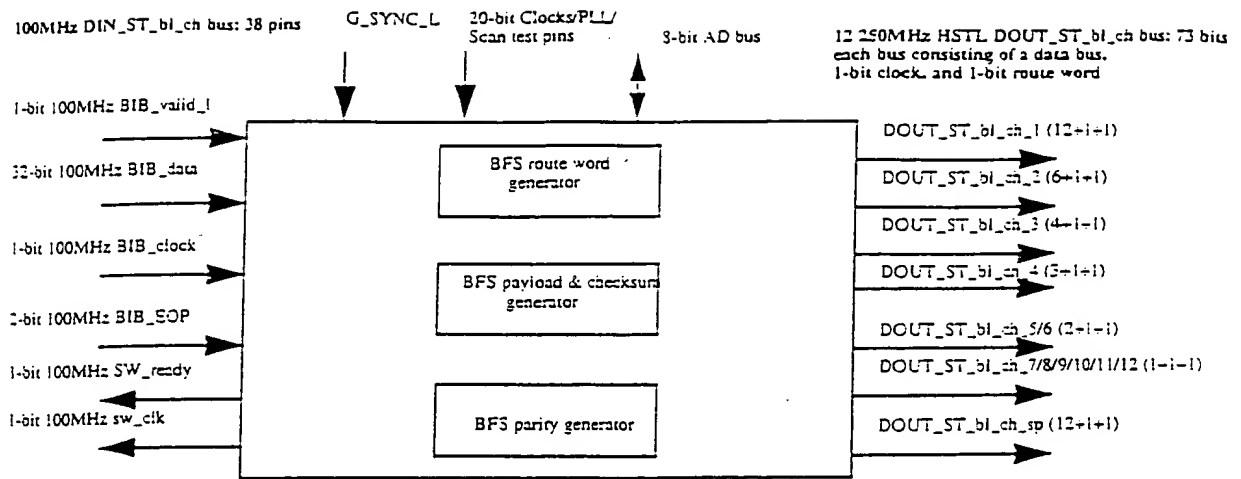 100MHz DIN_ST_bl_ch bus: 38 pins
G_SYNC_L
20-bit Clocks/PLL/
Scan test pins
8-bit AD bus
12 250MHz HSTL DOUT_ST_bl_ch bus: 73 bits
each bus consisting of a data bus,
1-bit clock, and 1-bit route word
1-bit 100MHz BIB_valid_l
32-bit 100MHz BIB_data
1-bit 100MHz BIB_clock
2-bit 100MHz BIB_EOP
1-bit 100MHz SW_ready
1-bit 100MHz sw_clk
BFS route word
generator
BFS payload & checksum
generator
BFS parity generator
DOUT_ST_bl_ch_1 (12+1+1)
DOUT_ST_bl_ch_2 (6+1+1)
DOUT_ST_bl_ch_3 (4+1+1)
DOUT_ST_bl_ch_4 (3+1+1)
DOUT_ST_bl_ch_5/6 (2+1+1)
DOUT_ST_bl_ch_7/8/9/10/11/12 (1+1+1)
DOUT_ST_bl_ch_sp (12+1+1)